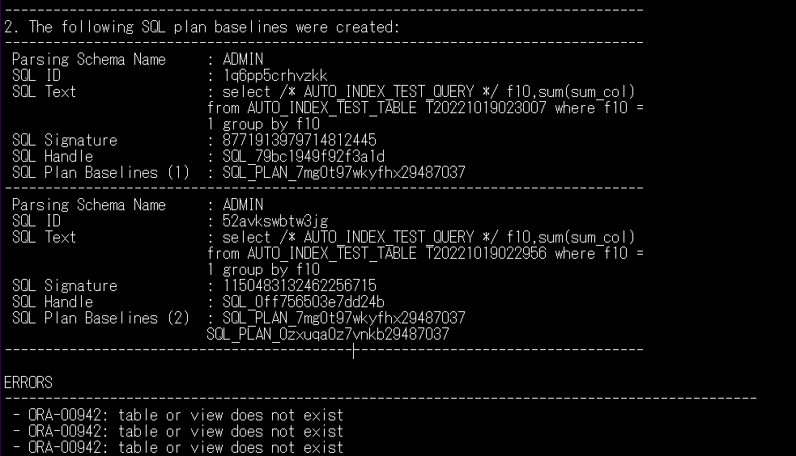 --------------------------------------------------------------------------------
2. The following SQL plan baselines were created:
--------------------------------------------------------------------------------
Parsing Schema Name : ADMIN
SQL ID : 1q6pp5crhvzkk
SQL Text : select /* AUTO_INDEX_TEST_QUERY */ f10,sum(sum_col)
from AUTO_INDEX_TEST_TABLE T20221019023007 where f10 =
1 group by f10
SQL Signature : 8771913979714812445
SQL Handle : SQL_79bc1949f92f3a1d
SQL Plan Baselines (1) : SQL_PLAN_7mg0t97wkyfhx29487037
--------------------------------------------------------------------------------
Parsing Schema Name : ADMIN
SQL ID : 52avkswbtw3jg
SQL Text : select /* AUTO_INDEX_TEST_QUERY */ f10,sum(sum_col)
from AUTO_INDEX_TEST_TABLE T20221019022956 where f10 =
1 group by f10
SQL Signature : 1150483132462256715
SQL Handle : SQL_0ff756503e7dd24b
SQL Plan Baselines (2) : SQL_PLAN_7mg0t97wkyfhx29487037
SQL_PLAN_0zxuqa0z7vnkb29487037
--------------------------------------------------------------------------------
ERRORS
----------------------------------------------------------------------------------------------
- ORA-00942: table or view does not exist
- ORA-00942: table or view does not exist
- ORA-00942: table or view does not exist